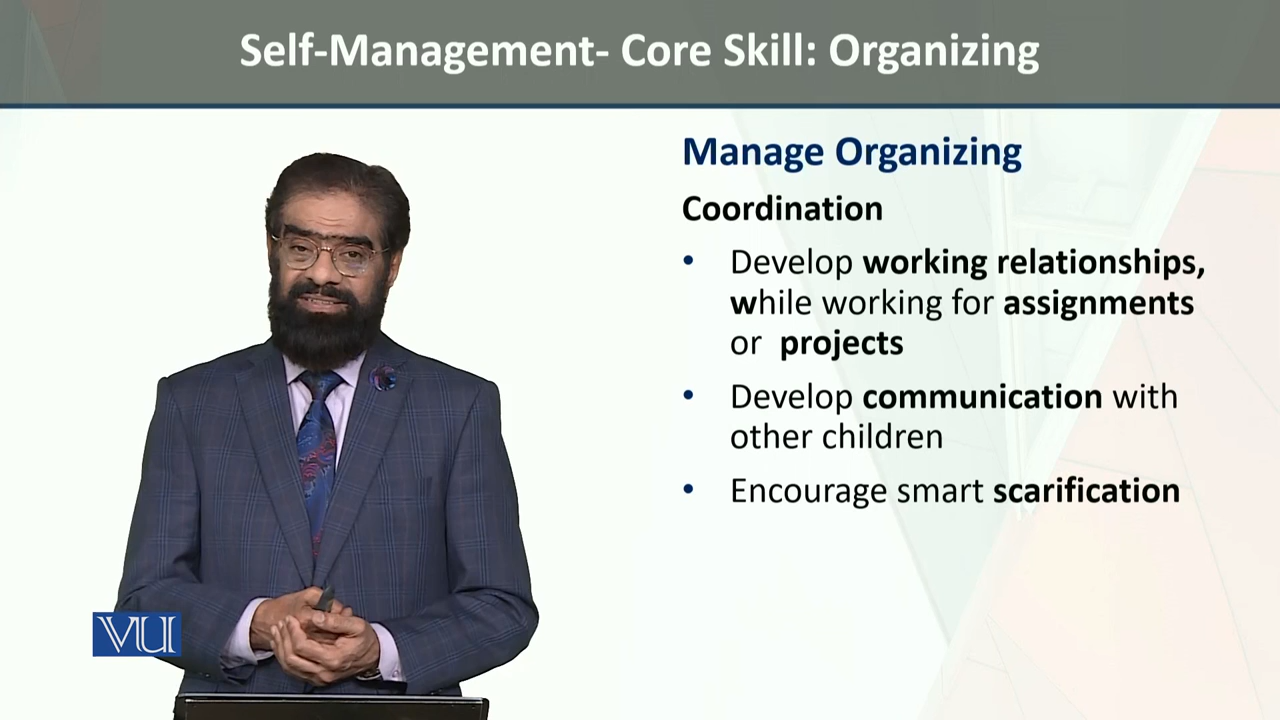 Self-Management- Core Skill: Organizing
Manage Organizing
Coordination
• Develop working relationships,
while working for assignments
or projects
• Develop communication with
other children
• Encourage smart scarification
VU